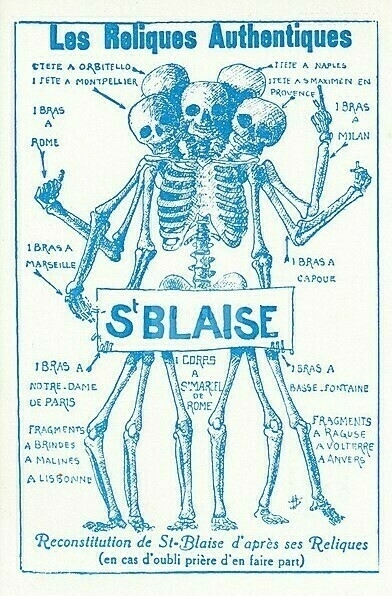 Les Reliques Authentiques
1 TETE A ORBITELLO
1 TETE A MONTPELLIER
1 TETE A NAPLES
1 TETE A S MAXIMEN EN
PROVENCE
1 BRAS
A
ROME
1 BRAS
A
MILAN
1 BRAS A
MARSEILLE
1 BRAS A
CAPOUE
St BLAISE
1 BRAS A
NOTRE-DAME
DE PARIS
1 CORPS
A
St MARCEL
DE
ROME
1 BRAS A
BASSE-FONTAINE
FRAGMENTS
A BRINDES
A MALINES
A LISBONNE
FRAGMENTS
A RAGUSE
A VOLTERRE
A ANVERS
Reconstitution de St-Blaise d'après ses Reliques
(en cas d'oubli prière d'en faire part)